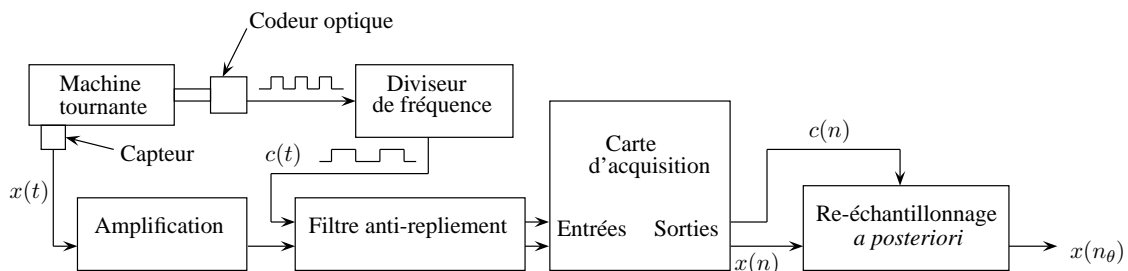 Codeur optique
Machine
tournante
Diviseur
de fréquence
Capteur
c(t)
x(t)
Carte
d'acquisition
c(n)
Amplification
Filtre anti-repliement
Entrées
Sorties
x(n)
Re-échantillonnage
a posteriori
x(n_θ)